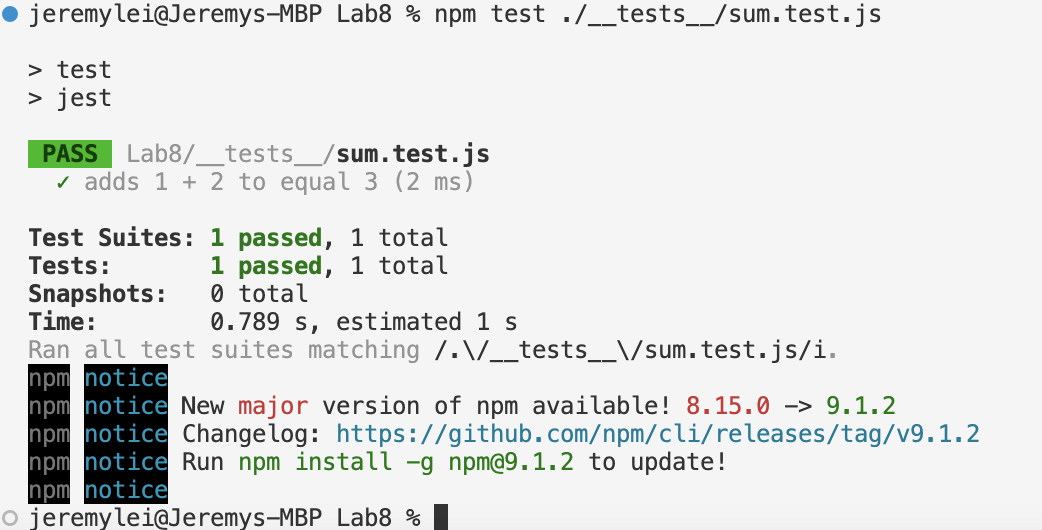 jeremylei@Jeremys-MBP Lab8 % npm test ./__tests__/sum.test.js
> test
> jest
PASS Lab8/__tests__/sum.test.js
✓ adds 1 + 2 to equal 3 (2 ms)
Test Suites: 1 passed, 1 total
Tests: 1 passed, 1 total
Snapshots: 0 total
Time: 0.789 s, estimated 1 s
Ran all test suites matching /.\/__tests__\/sum.test.js/i.
npm notice
npm notice New major version of npm available! 8.15.0 -> 9.1.2
npm notice Changelog: https://github.com/npm/cli/releases/tag/v9.1.2
npm notice Run npm install -g npm@9.1.2 to update!
npm notice
jeremylei@Jeremys-MBP Lab8 %